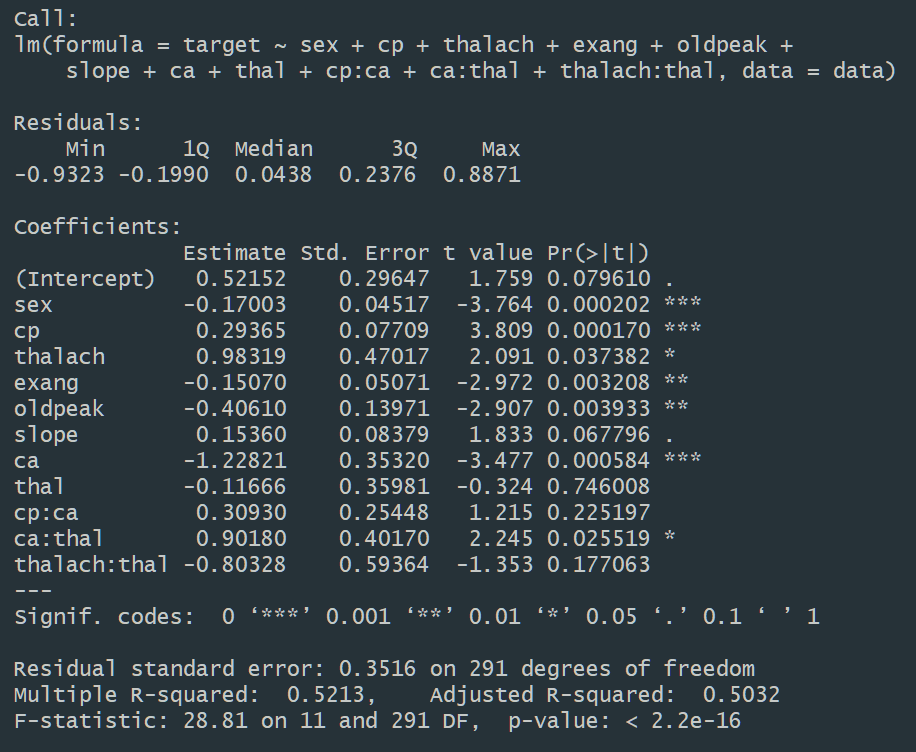 Call:
lm(formula = target ~ sex + cp + thalach + exang + oldpeak +
    slope + ca + thal + cp:ca + ca:thal + thalach:thal, data = data)

Residuals:
    Min      1Q  Median      3Q     Max
-0.9323 -0.1990  0.0438  0.2376  0.8871

Coefficients:
             Estimate Std. Error t value Pr(>|t|)
(Intercept)   0.52152    0.29647   1.759 0.079610 .
sex          -0.17003    0.04517  -3.764 0.000202 ***
cp            0.29365    0.07709   3.809 0.000170 ***
thalach       0.98319    0.47017   2.091 0.037382 *
exang        -0.15070    0.05071  -2.972 0.003208 **
oldpeak      -0.40610    0.13971  -2.907 0.003933 **
slope         0.15360    0.08379   1.833 0.067796 .
ca           -1.22821    0.35320  -3.477 0.000584 ***
thal         -0.11666    0.35981  -0.324 0.746008
cp:ca         0.30930    0.25448   1.215 0.225197
ca:thal       0.90180    0.40170   2.245 0.025519 *
thalach:thal -0.80328    0.59364  -1.353 0.177063
---
Signif. codes:  0 ‘***’ 0.001 ‘**’ 0.01 ‘*’ 0.05 ‘.’ 0.1 ‘ ’ 1

Residual standard error: 0.3516 on 291 degrees of freedom
Multiple R-squared:  0.5213,    Adjusted R-squared:  0.5032
F-statistic: 28.81 on 11 and 291 DF,  p-value: < 2.2e-16